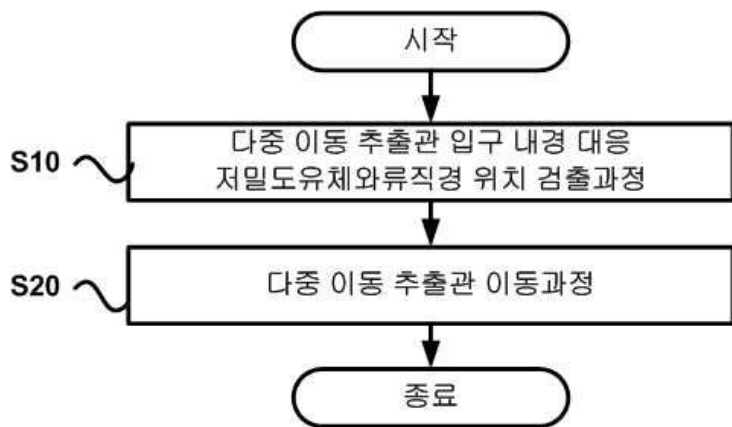 시작
S10
다중 이동 추출관 입구 내경 대응
저밀도유체와류직경 위치 검출과정
S20
다중 이동 추출관 이동과정
종료